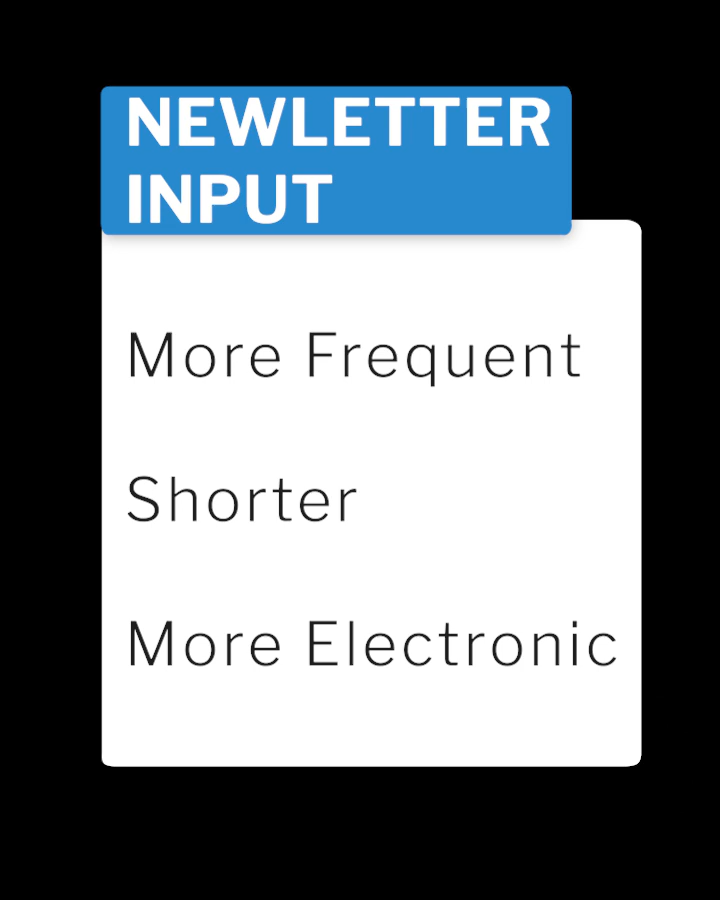 NEWLETTER
INPUT
More Frequent
Shorter
More Electronic